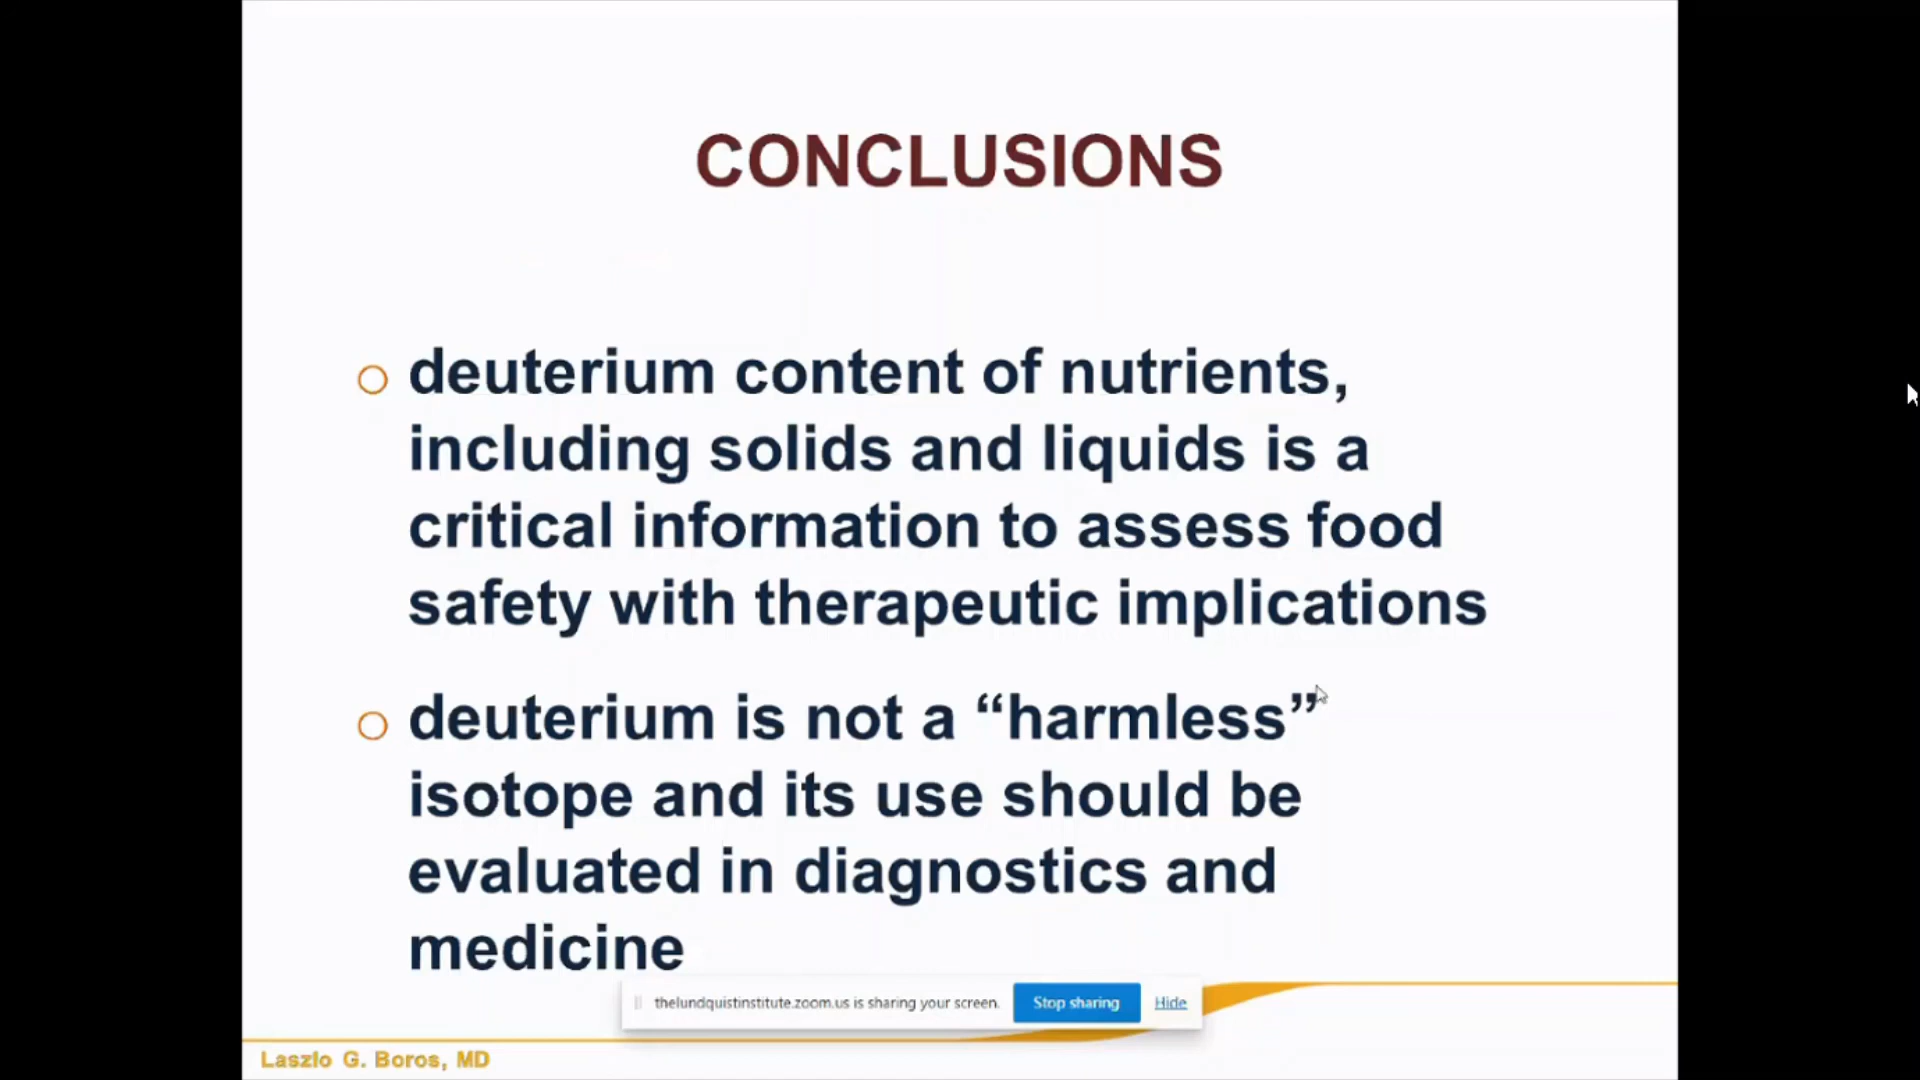 CONCLUSIONS
deuterium content of nutrients,
including solids and liquids is a
critical information to assess food
safety with therapeutic implications
deuterium is not a “harmless”
isotope and its use should be
evaluated in diagnostics and
medicine
thelundquistinstitute.zoom.us is sharing your screen. Stop sharing Hide
Laszlo G. Boros, MD